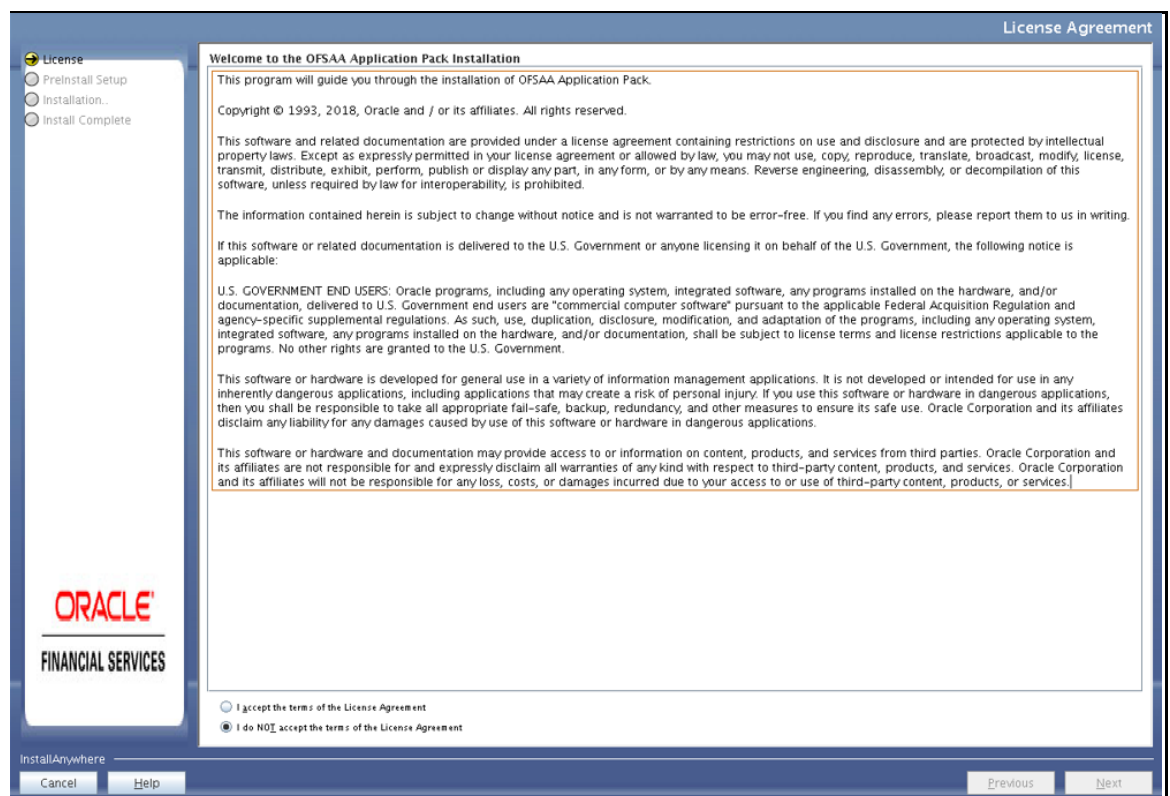 License Agreement
License
PreInstall Setup
Installation..
Install Complete
Welcome to the OFSAA Application Pack Installation
This program will guide you through the installation of OFSAA Application Pack.
Copyright © 1993, 2018, Oracle and / or its affiliates. All rights reserved.
This software and related documentation are provided under a license agreement containing restrictions on use and disclosure and are protected by intellectual
property laws. Except as expressly permitted in your license agreement or allowed by law, you may not use, copy, reproduce, translate, broadcast, modify, license,
transmit, distribute, exhibit, perform, publish or display any part, in any form, or by any means. Reverse engineering, disassembly, or decompilation of this
software, unless required by law for interoperability, is prohibited.
The information contained herein is subject to change without notice and is not warranted to be error-free. If you find any errors, please report them to us in writing.
If this software or related documentation is delivered to the U.S. Government or anyone licensing it on behalf of the U.S. Government, the following notice is
applicable:
U.S. GOVERNMENT END USERS: Oracle programs, including any operating system, integrated software, any programs installed on the hardware, and/or
documentation, delivered to U.S. Government end users are "commercial computer software" pursuant to the applicable Federal Acquisition Regulation and
agency-specific supplemental regulations. As such, use, duplication, disclosure, modification, and adaptation of the programs, including any operating system,
integrated software, any programs installed on the hardware, and/or documentation, shall be subject to license terms and license restrictions applicable to the
programs. No other rights are granted to the U.S. Government.
This software or hardware is developed for general use in a variety of information management applications. It is not developed or intended for use in any
inherently dangerous applications, including applications that may create a risk of personal injury. If you use this software or hardware in dangerous applications,
then you shall be responsible to take all appropriate fail-safe, backup, redundancy, and other measures to ensure its safe use. Oracle Corporation and its affiliates
disclaim any liability for any damages caused by use of this software or hardware in dangerous applications.
This software or hardware and documentation may provide access to or information on content, products, and services from third parties. Oracle Corporation and
its affiliates are not responsible for and expressly disclaim all warranties of any kind with respect to third-party content, products, and services. Oracle Corporation
and its affiliates will not be responsible for any loss, costs, or damages incurred due to your access to or use of third-party content, products, or services.
ORACLE
FINANCIAL SERVICES
I accept the terms of the License Agreement
I do NOT accept the terms of the License Agreement
InstallAnywhere
Cancel
Help
Previous
Next